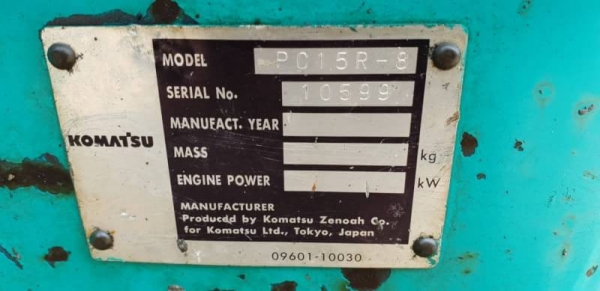 KOMATSU
MODEL PC15R-8
SERIAL No. 10599
MANUFACT. YEAR
MASS kg
ENGINE POWER kW
MANUFACTURER
Produced by Komatsu Zenoah Co.
for Komatsu Ltd., Tokyo, Japan
09601-10030